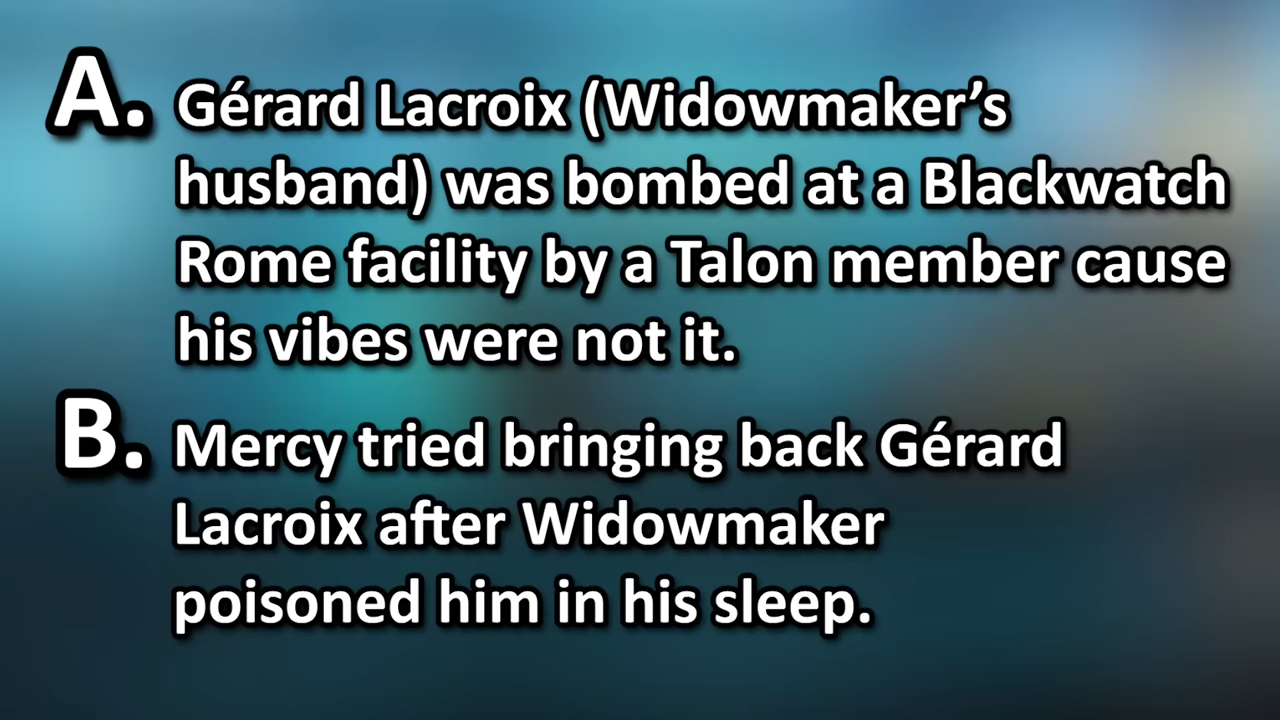 A. Gérard Lacroix (Widowmaker’s
husband) was bombed at a Blackwatch
Rome facility by a Talon member cause
his vibes were not it.
B. Mercy tried bringing back Gérard
Lacroix after Widowmaker
poisoned him in his sleep.